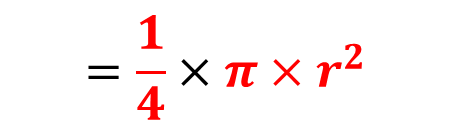 = 1/4 × π × r²